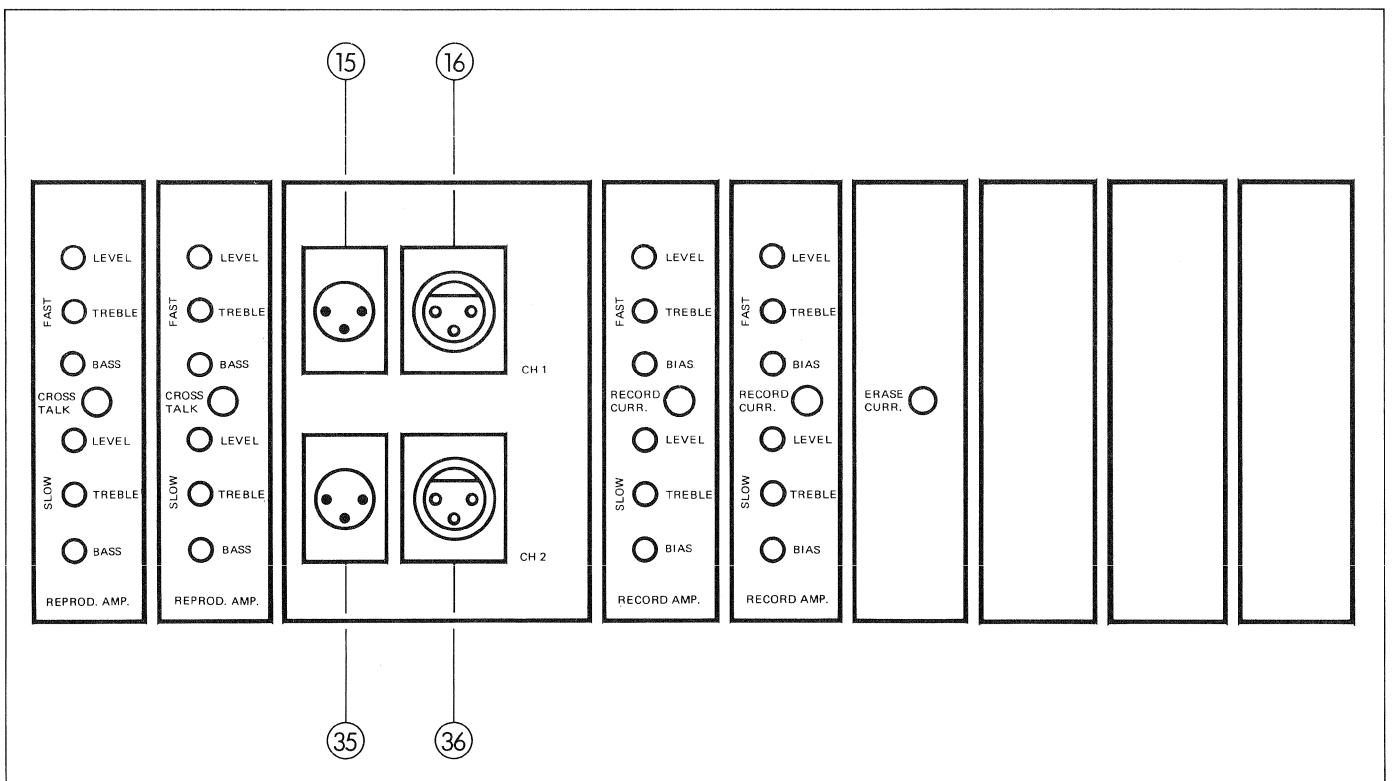 15 16
LEVEL
FAST
TREBLE
BASS
CROSS
TALK
LEVEL
SLOW
TREBLE
BASS
REPROD. AMP.
LEVEL
FAST
TREBLE
BASS
CROSS
TALK
LEVEL
SLOW
TREBLE
BASS
REPROD. AMP.
CH 1
CH 2
LEVEL
FAST
TREBLE
BIAS
RECORD
CURR.
LEVEL
SLOW
TREBLE
BIAS
RECORD AMP.
LEVEL
FAST
TREBLE
BIAS
RECORD
CURR.
LEVEL
SLOW
TREBLE
BIAS
RECORD AMP.
ERASE
CURR.
35 36